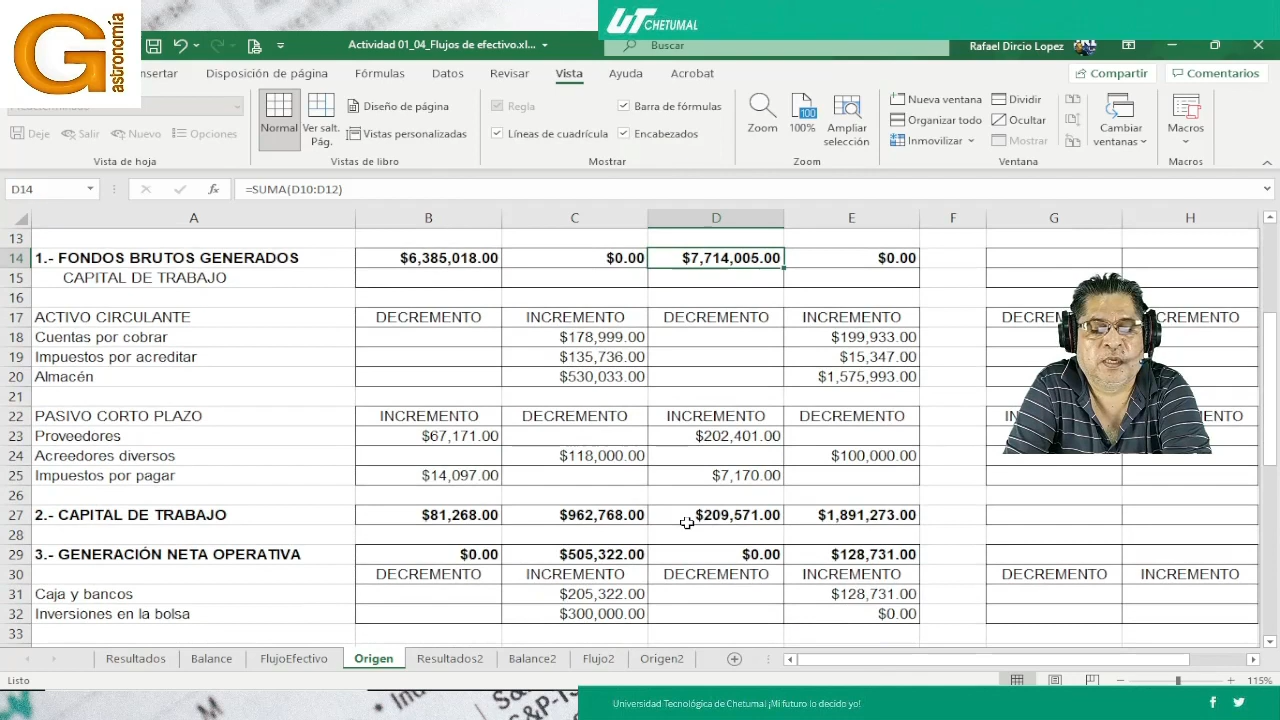 G
astronomía
UT CHETUMAL
Actividad 01_04_Flujos de efectivo.xl...
Buscar
Rafael Dircio Lopez
nsertar
Disposición de página
Fórmulas
Datos
Revisar
Vista
Ayuda
Acrobat
Compartir
Comentarios
Deje
Salir
Nuevo
Opciones
Vista de hoja
Normal
Ver salt. Pág.
Diseño de página
Vistas personalizadas
Vistas de libro
Regla
Barra de fórmulas
Líneas de cuadrícula
Encabezados
Mostrar
Zoom
100
100%
Ampliar selección
Zoom
Nueva ventana
Organizar todo
Inmovilizar
Dividir
Ocultar
Mostrar
Cambiar ventanas
Ventana
Macros
Macros
D14
fx
=SUMA(D10:D12)
A B C D E F G H
13
14 1.- FONDOS BRUTOS GENERADOS $6,385,018.00 $0.00 $7,714,005.00 $0.00
15 CAPITAL DE TRABAJO
16
17 ACTIVO CIRCULANTE DECREMENTO INCREMENTO DECREMENTO INCREMENTO
18 Cuentas por cobrar $178,999.00 $199,933.00
19 Impuestos por acreditar $135,736.00 $15,347.00
20 Almacén $530,033.00 $1,575,993.00
21
22 PASIVO CORTO PLAZO INCREMENTO DECREMENTO INCREMENTO DECREMENTO
23 Proveedores $67,171.00 $202,401.00
24 Acreedores diversos $118,000.00 $100,000.00
25 Impuestos por pagar $14,097.00 $7,170.00
26
27 2.- CAPITAL DE TRABAJO $81,268.00 $962,768.00 $209,571.00 $1,891,273.00
28
29 3.- GENERACIÓN NETA OPERATIVA $0.00 $505,322.00 $0.00 $128,731.00
30 DECREMENTO INCREMENTO DECREMENTO INCREMENTO DECREMENTO INCREMENTO
31 Caja y bancos $205,322.00 $128,731.00
32 Inversiones en la bolsa $300,000.00 $0.00
33
Resultados Balance FlujoEfectivo Origen Resultados2 Balance2 Flujo2 Origen2
Listo
115%
Universidad Tecnológica de Chetumal ¡Mi futuro lo decido yo!